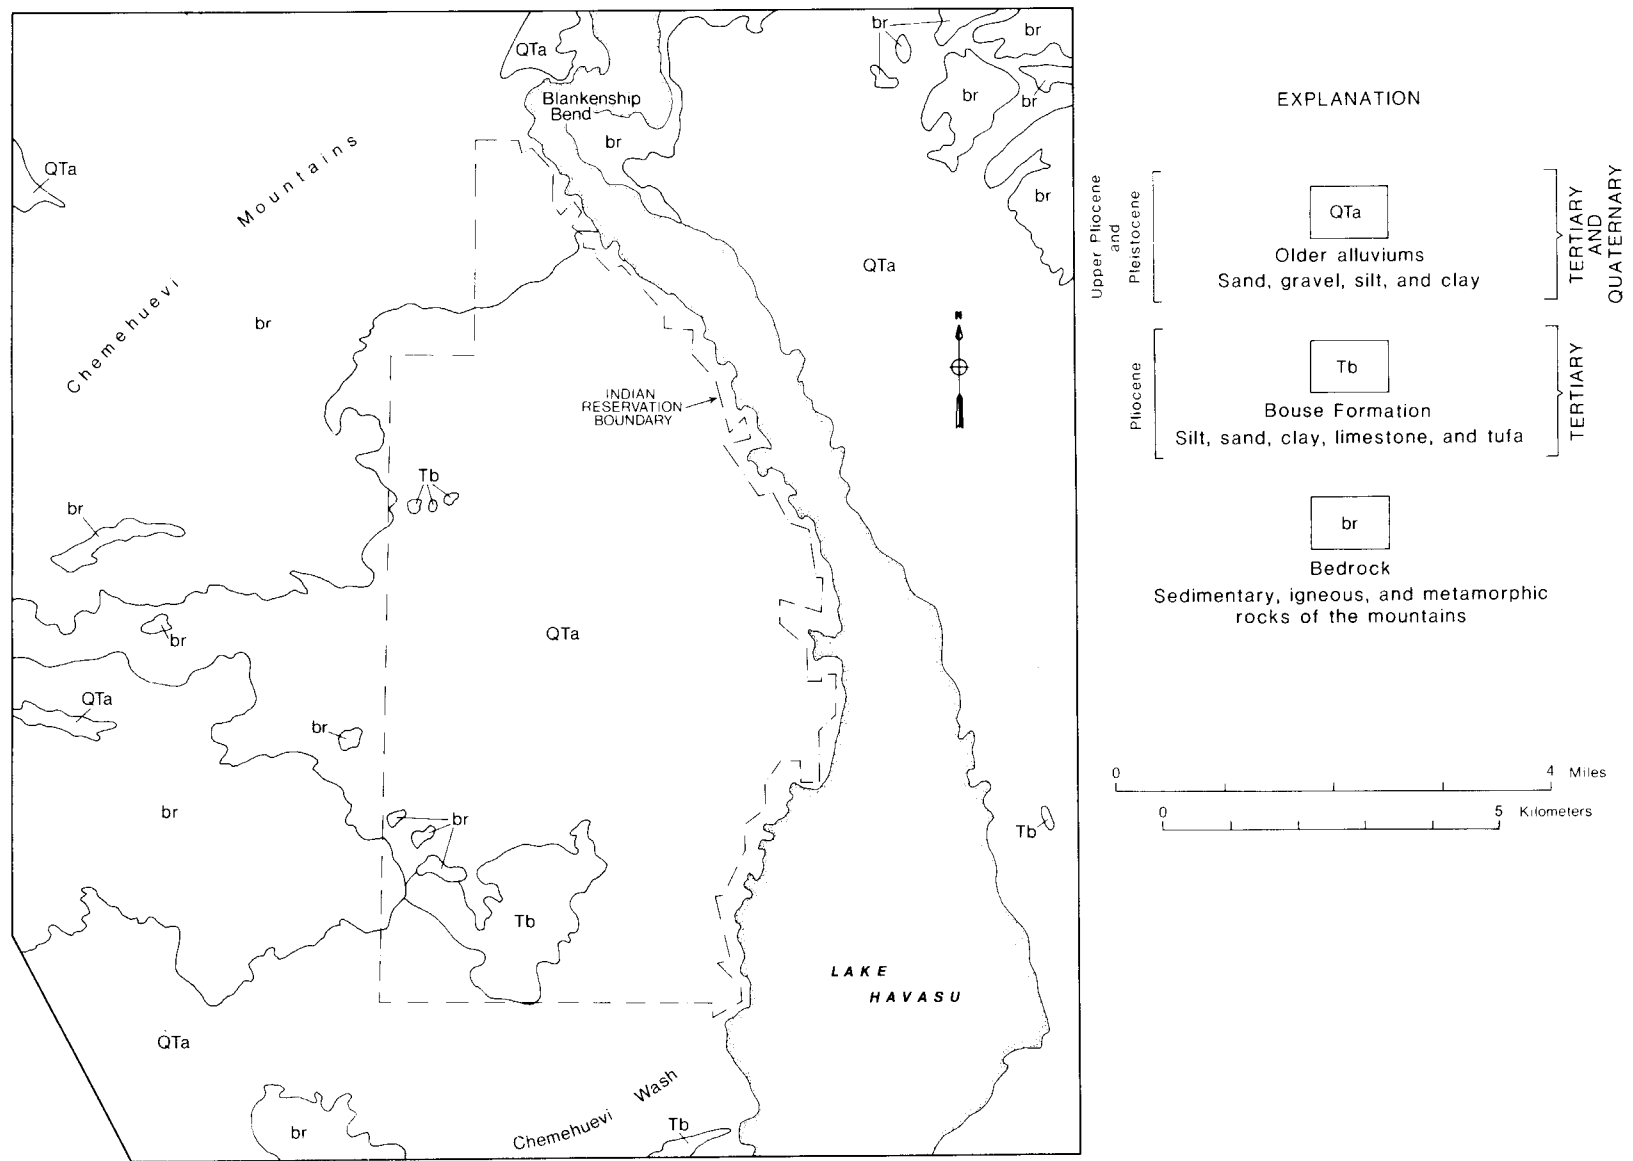 br
br
QTa
Blankenship
Bend
br
br
br
EXPLANATION
QTa
Mountains
br
QTa
Chemehuevi
br
QTa
N
Upper Pliocene
and
Pleistocene
QTa
Older alluviums
Sand, gravel, silt, and clay
TERTIARY
AND
QUATERNARY
INDIAN
RESERVATION
BOUNDARY
Pliocene
Tb
Bouse Formation
Silt, sand, clay, limestone, and tufa
TERTIARY
Tb
br
br
Bedrock
Sedimentary, igneous, and metamorphic
rocks of the mountains
br
QTa
QTa
br
br
br
Tb
Tb
0 4 Miles
0 5 Kilometers
LAKE
HAVASU
QTa
Chemehuevi Wash
br
Tb